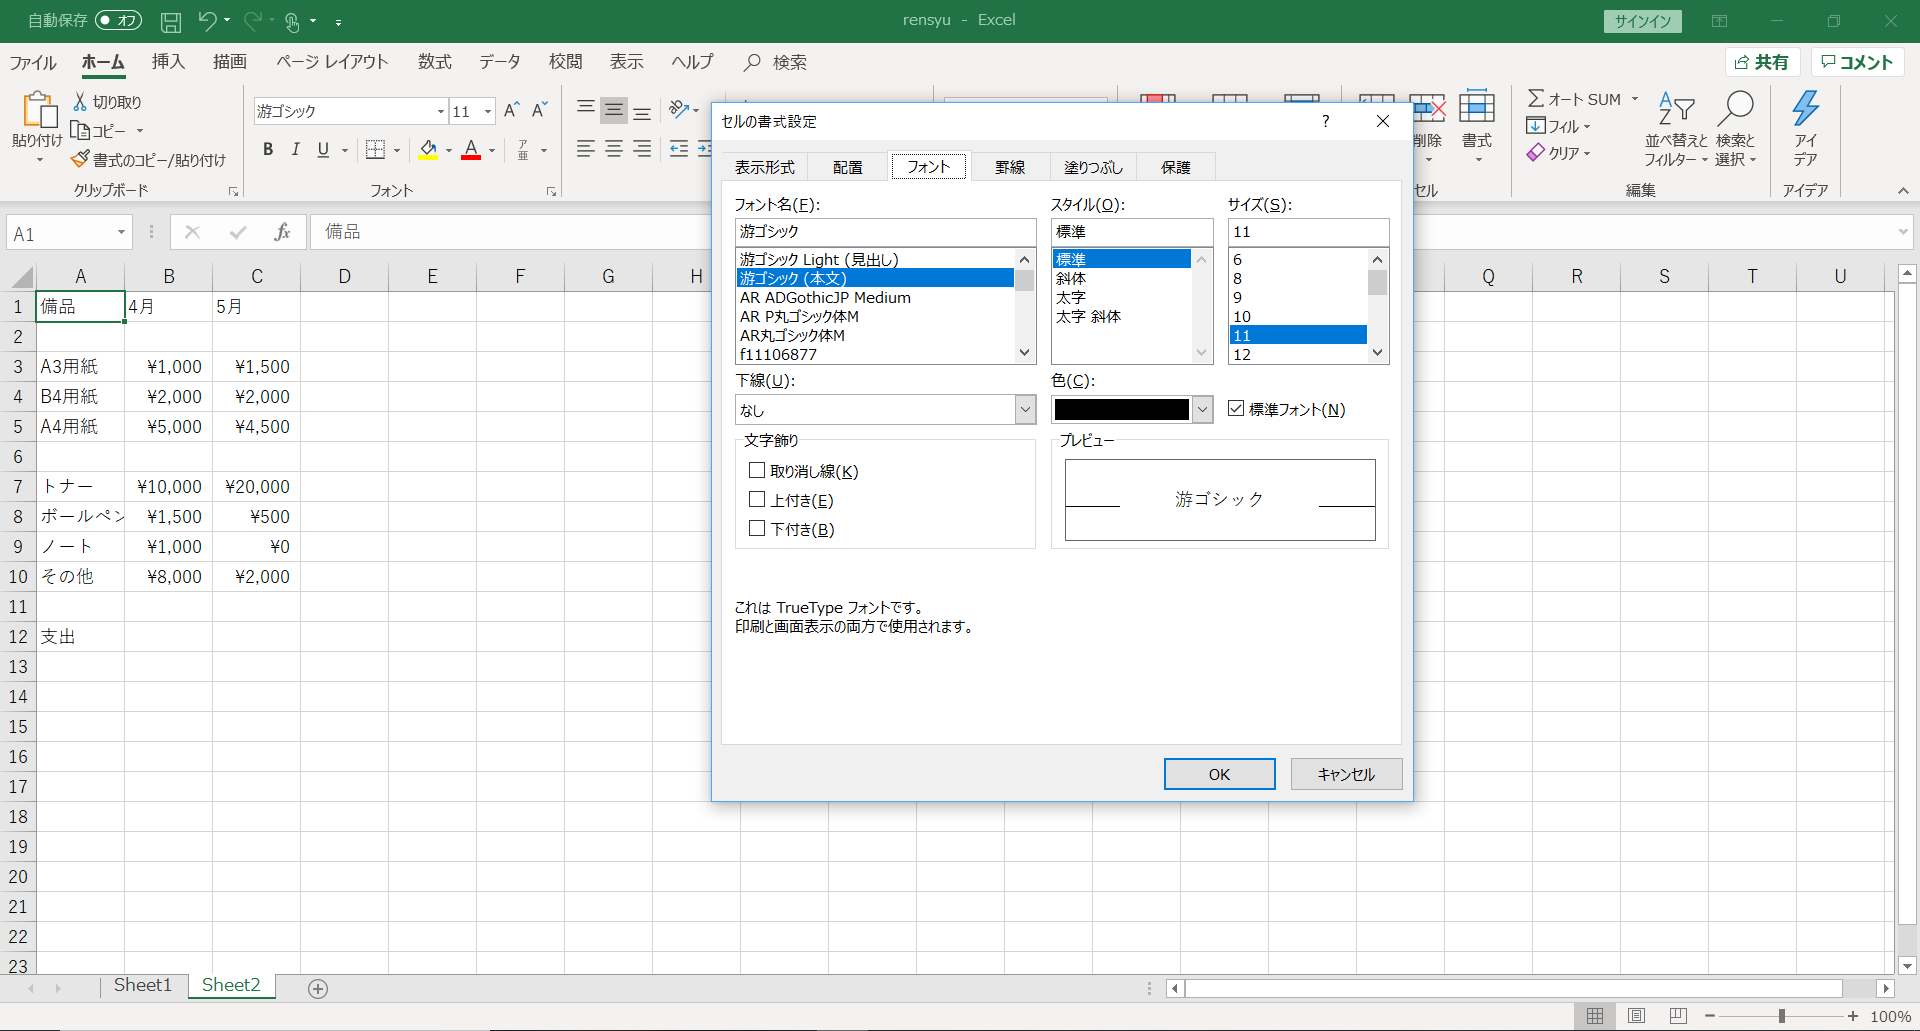 自動保存 オフ
rensyu - Excel
サインイン
ファイル ホーム 挿入 描画 ページ レイアウト 数式 データ 校閲 表示 ヘルプ 検索
共有 コメント
貼り付け
切り取り
コピー
書式のコピー/貼り付け
クリップボード
游ゴシック 11
B I U A ア 亜
フォント
削除
書式
セル
オート SUM
フィル
クリア
並べ替えと
フィルター
検索と
選択
編集
アイ
デア
アイデア
A1 fx 備品
A B C D E F G H Q R S T U
1 備品 4月 5月
2
3 A3用紙 ¥1,000 ¥1,500
4 B4用紙 ¥2,000 ¥2,000
5 A4用紙 ¥5,000 ¥4,500
6
7 トナー ¥10,000 ¥20,000
8 ボールペン ¥1,500 ¥500
9 ノート ¥1,000 ¥0
10 その他 ¥8,000 ¥2,000
11
12 支出
13
14
15
16
17
18
19
20
21
22
23
セルの書式設定 ?
表示形式 配置 フォント 罫線 塗りつぶし 保護
フォント名(F):
游ゴシック
游ゴシック Light (見出し)
游ゴシック (本文)
AR ADGothicJP Medium
AR P丸ゴシック体M
AR丸ゴシック体M
f11106877
スタイル(O):
標準
標準
斜体
太字
太字 斜体
サイズ(S):
11
6
8
9
10
11
12
下線(U):
なし
色(C):
標準フォント(N)
文字飾り
取り消し線(K)
上付き(E)
下付き(B)
プレビュー
游ゴシック
これは TrueType フォントです。
印刷と画面表示の両方で使用されます。
OK キャンセル
Sheet1 Sheet2
100%